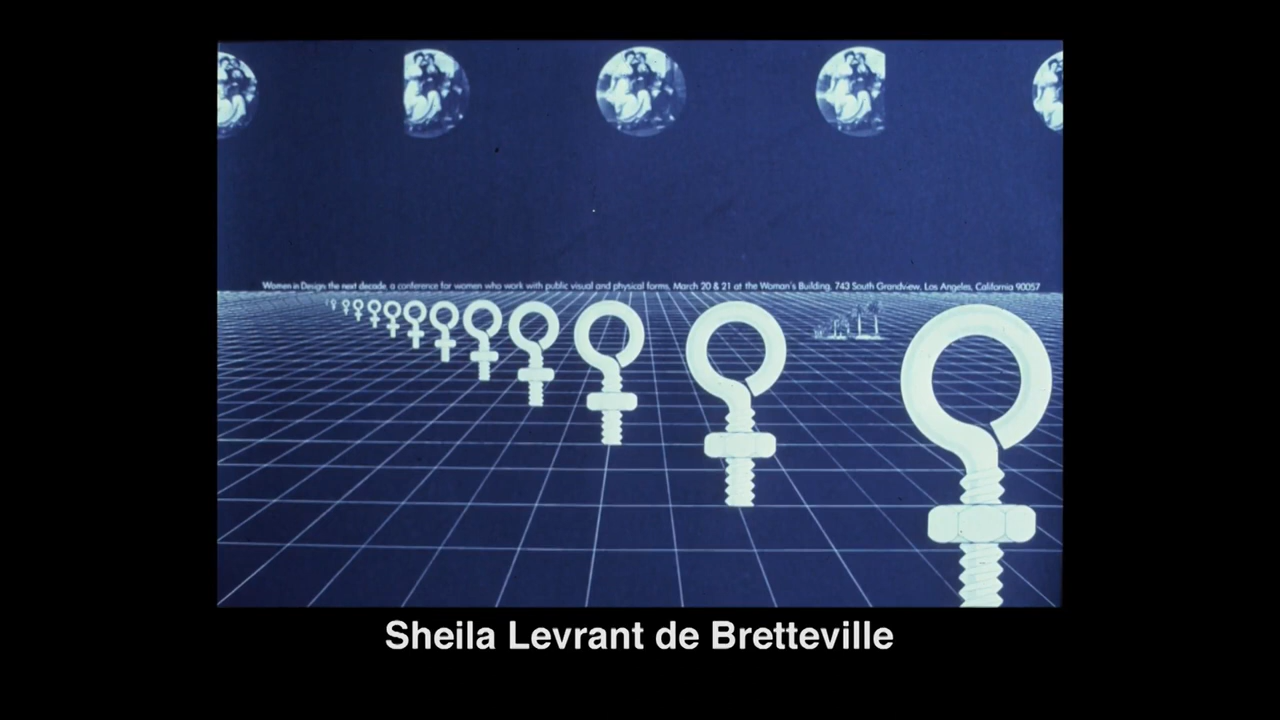 Women in Design: the next decade, a conference for women who work with public visual and physical forms, March 20 & 21 at the Woman's Building, 743 South Grandview, Los Angeles, California 90057
Sheila Levrant de Bretteville